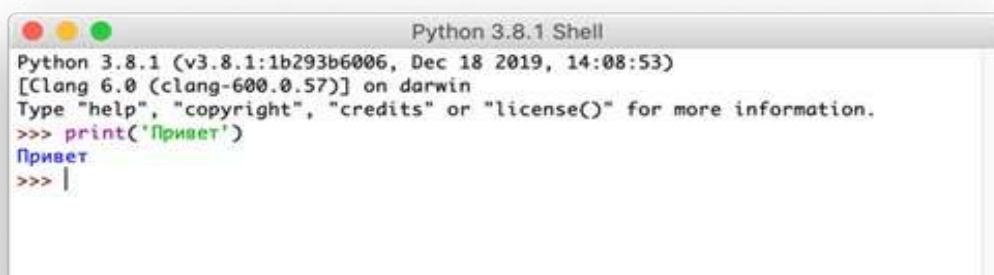 Python 3.8.1 Shell
Python 3.8.1 (v3.8.1:1b293b6006, Dec 18 2019, 14:08:53)
[Clang 6.0 (clang-600.0.57)] on darwin
Type "help", "copyright", "credits" or "license()" for more information.
>>> print('Привет')
Привет
>>>